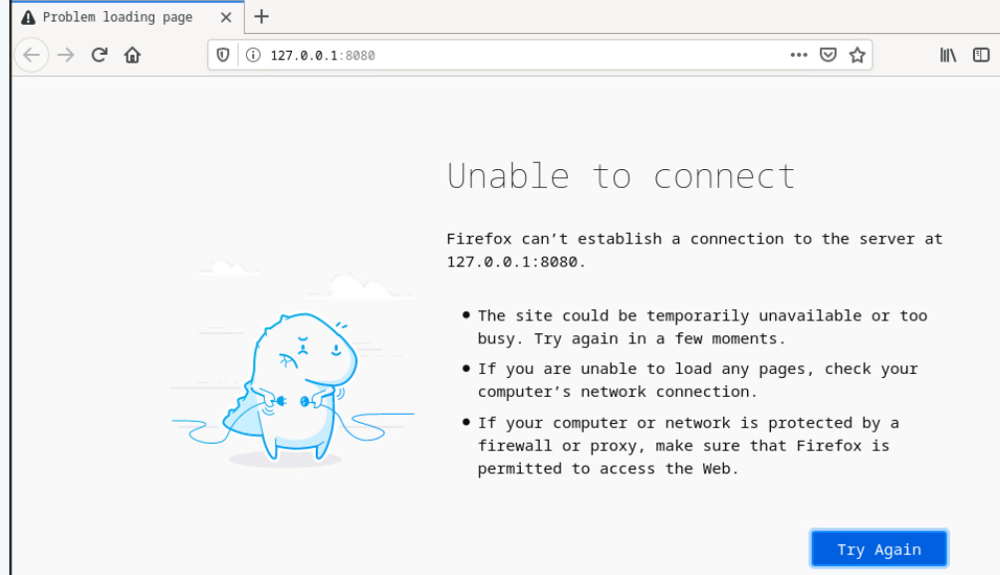 Problem loading page
127.0.0.1:8080
Unable to connect
Firefox can’t establish a connection to the server at
127.0.0.1:8080.
The site could be temporarily unavailable or too
busy. Try again in a few moments.
If you are unable to load any pages, check your
computer’s network connection.
If your computer or network is protected by a
firewall or proxy, make sure that Firefox is
permitted to access the Web.
Try Again